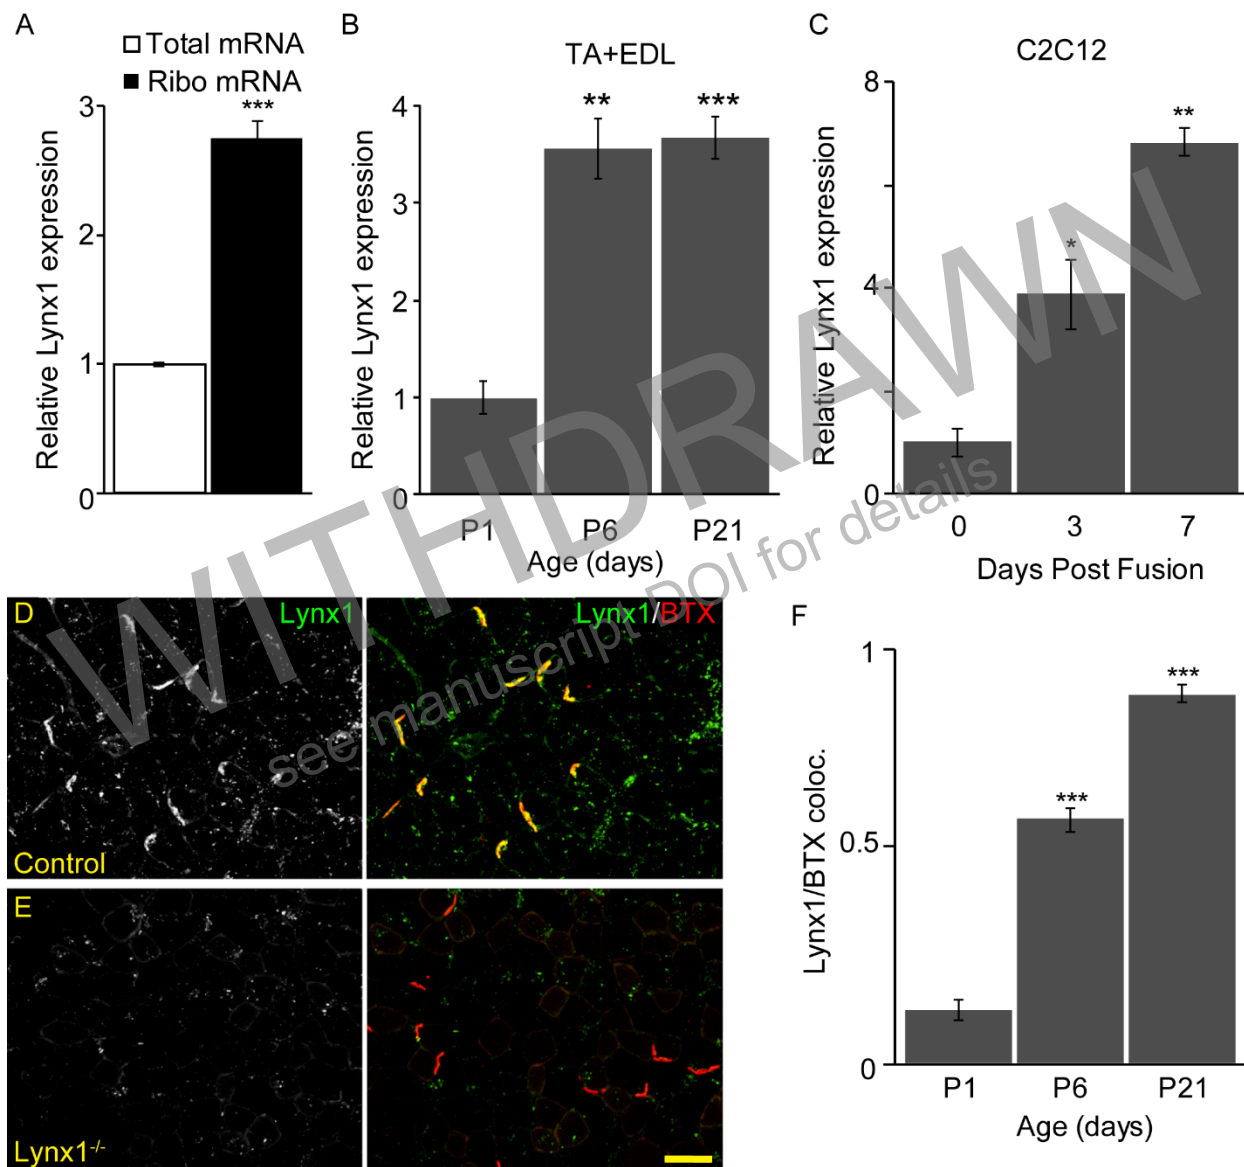 A
Total mRNA
Ribo mRNA
Relative Lynx1 expression
3
2
1
0
***
B
TA+EDL
Relative Lynx1 expression
4
3
2
1
0
**
***
P1 P6 P21
Age (days)
C
C2C12
Relative Lynx1 expression
8
4
0
*
**
0 3 7
Days Post Fusion
WITHDRAWN
see manuscript DOI for details
D
Lynx1
Lynx1/BTX
Control
E
Lynx1-/-
F
Lynx1/BTX coloc.
1
0.5
0
***
***
P1 P6 P21
Age (days)